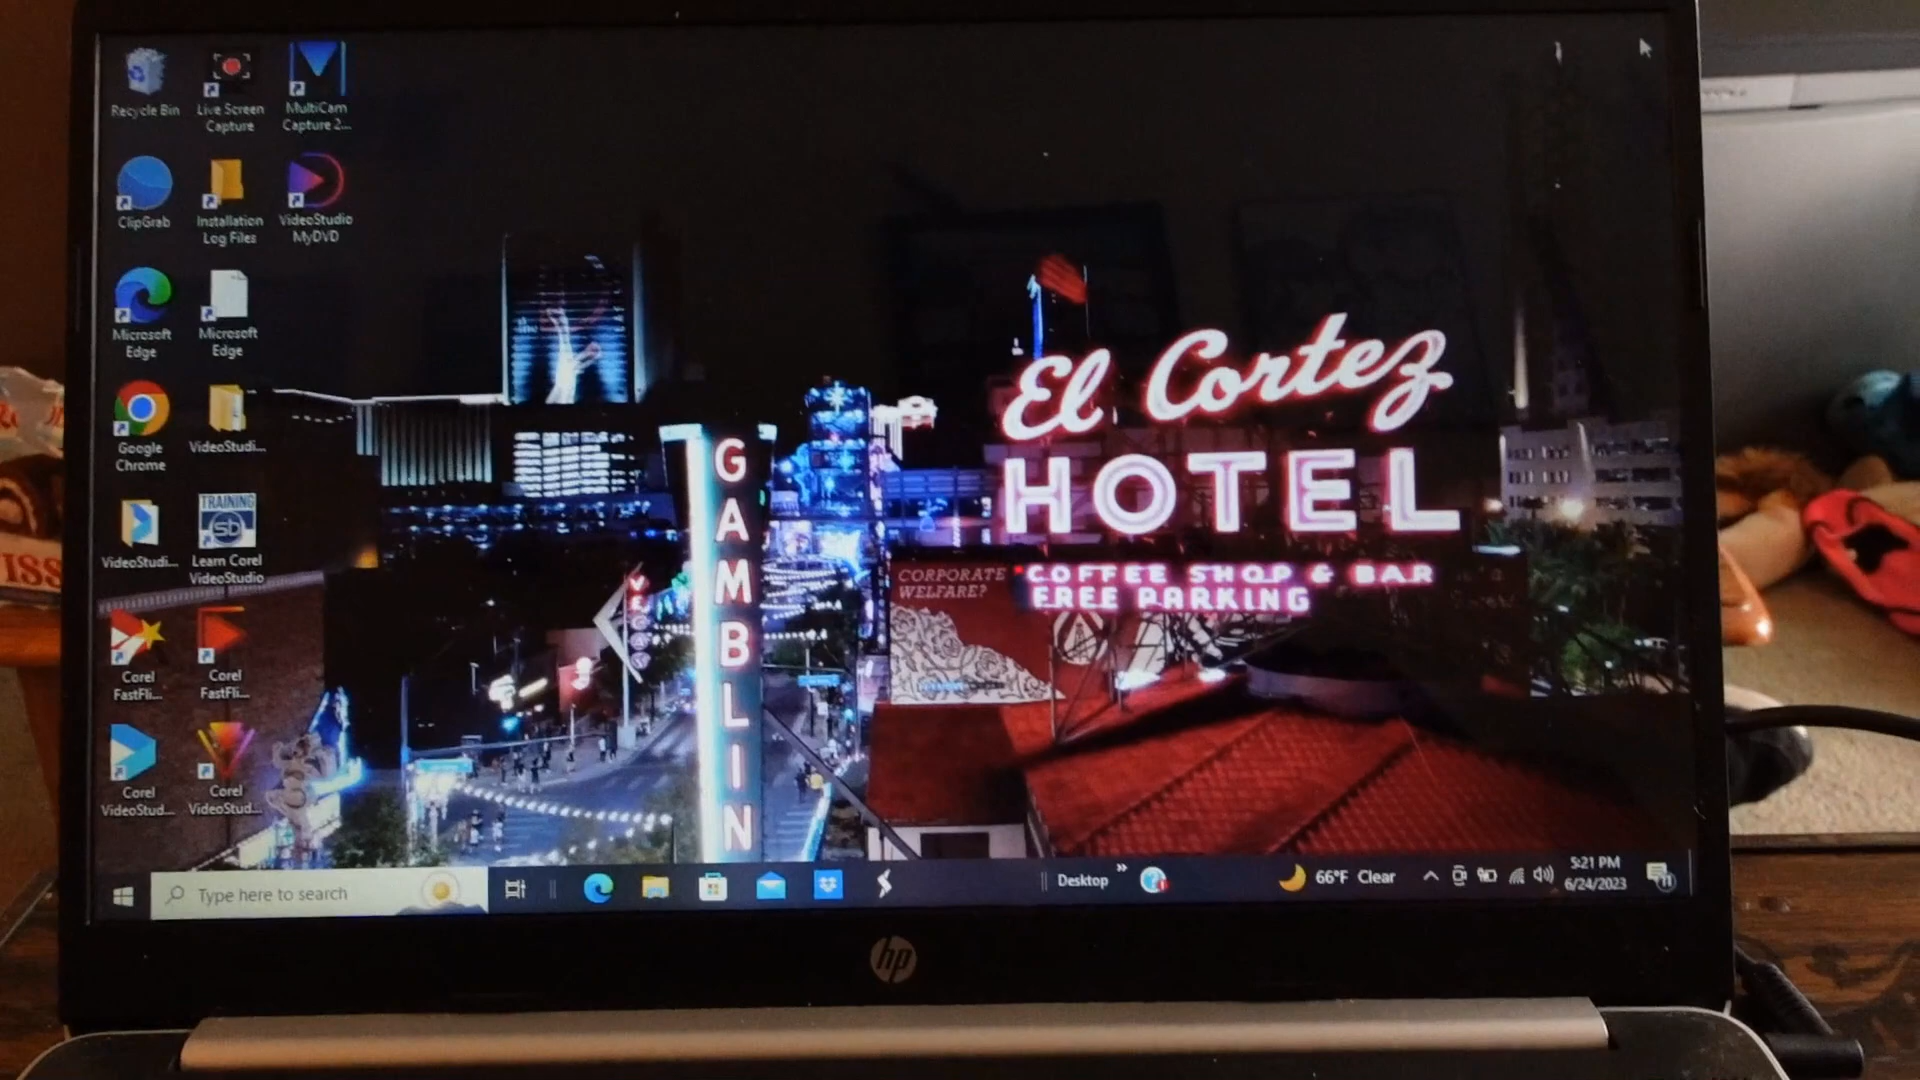 Recycle Bin
Live Screen
Capture
MultiCam
Capture 2...
ClipGrab
Installation
Log Files
VideoStudio
MyDVD
Microsoft
Edge
Microsoft
Edge
Google
Chrome
VideoStudi...
VideoStudi...
TRAINING
sb
Learn Corel
VideoStudio
Corel
FastFli...
Corel
FastFli...
Corel
VideoStud...
Corel
VideoStud...
El Cortez
HOTEL
COFFEE SHOP & BAR
FREE PARKING
CORPORATE
WELFARE?
GAMBLIN
VEGAS
Type here to search
Desktop
66°F Clear
5:21 PM
6/24/2023
hp
ISS